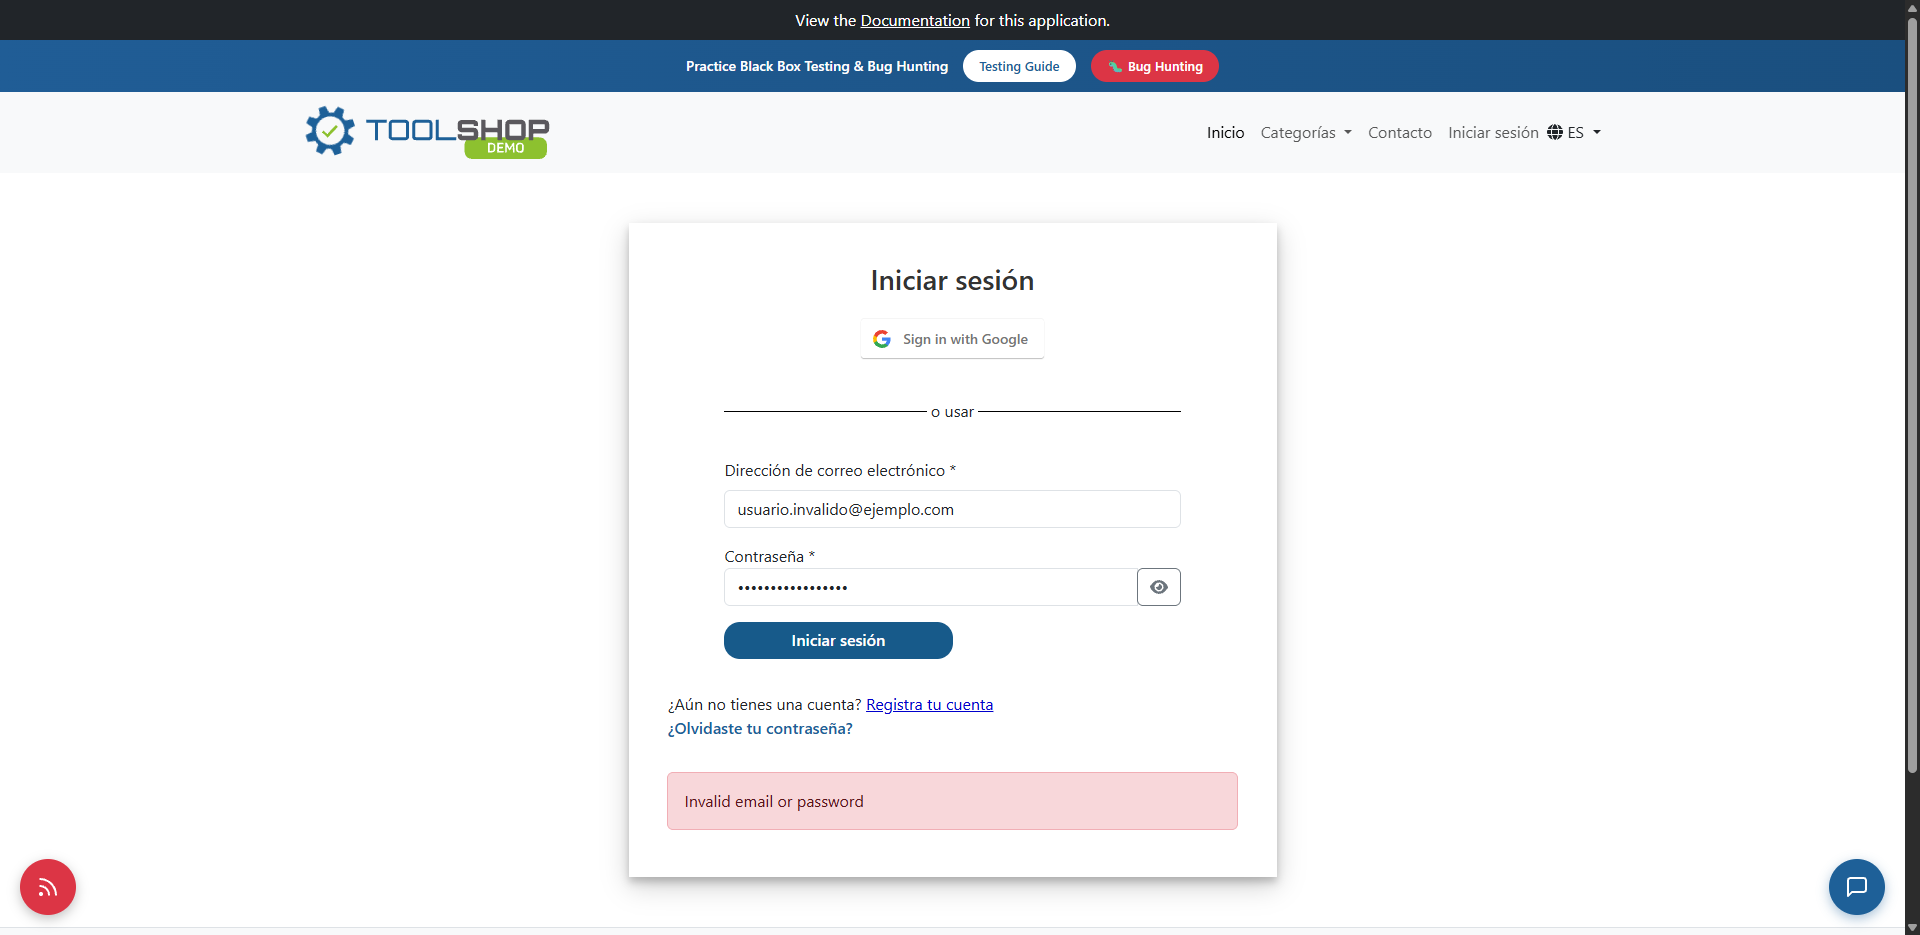 View the Documentation for this application.
Practice Black Box Testing & Bug Hunting Testing Guide Bug Hunting
TOOLSHOP
DEMO
Inicio Categorías Contacto Iniciar sesión ES
Iniciar sesión
Sign in with Google
o usar
Dirección de correo electrónico *
usuario.invalido@ejemplo.com
Contraseña *
•••••••••••••••••
Iniciar sesión
¿Aún no tienes una cuenta? Registra tu cuenta
¿Olvidaste tu contraseña?
Invalid email or password